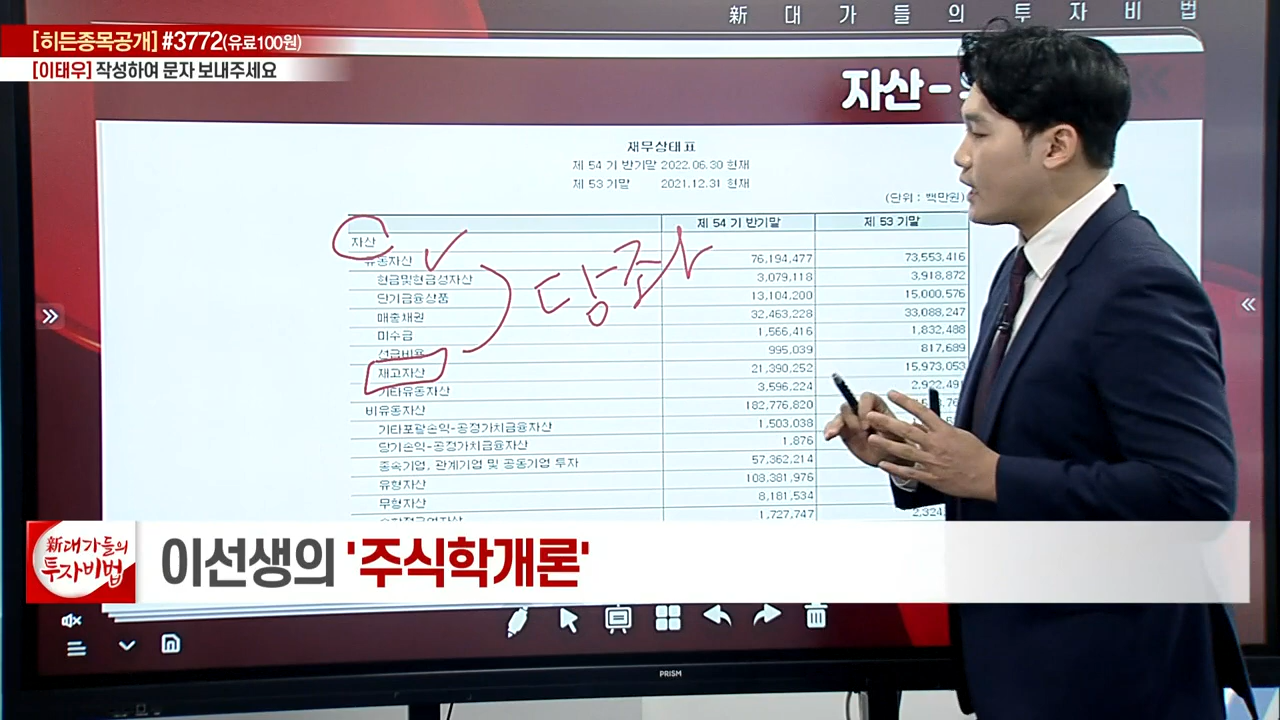 新 대 가 들 의 투 자 비 법
[히든종목공개] #3772(유료100원)
[이태우] 작성하여 문자 보내주세요
자산-
재무상태표
제 54 기 반기말 2022.06.30 현재
제 53 기말 2021.12.31 현재
(단위 : 백만원)
제 54 기 반기말 제 53 기말
자산
유동자산 76,194,477 73,553,416
현금및현금성자산 3,079,118 3,918,872
단기금융상품 13,104,200 15,000,576
매출채권 32,463,228 33,088,247
미수금 1,566,416 1,832,488
선급비용 995,039 817,689
재고자산 21,390,252 15,973,053
기타유동자산 3,596,224 2,922,491
비유동자산 182,776,820
기타포괄손익-공정가치금융자산 1,503,038
당기손익-공정가치금융자산 1,876
종속기업, 관계기업 및 공동기업 투자 57,362,214
유형자산 108,381,976
무형자산 8,181,534
1,727,747 2,324,
당좌
新대가들의
투자비법
이선생의 '주식학개론'
PRISM